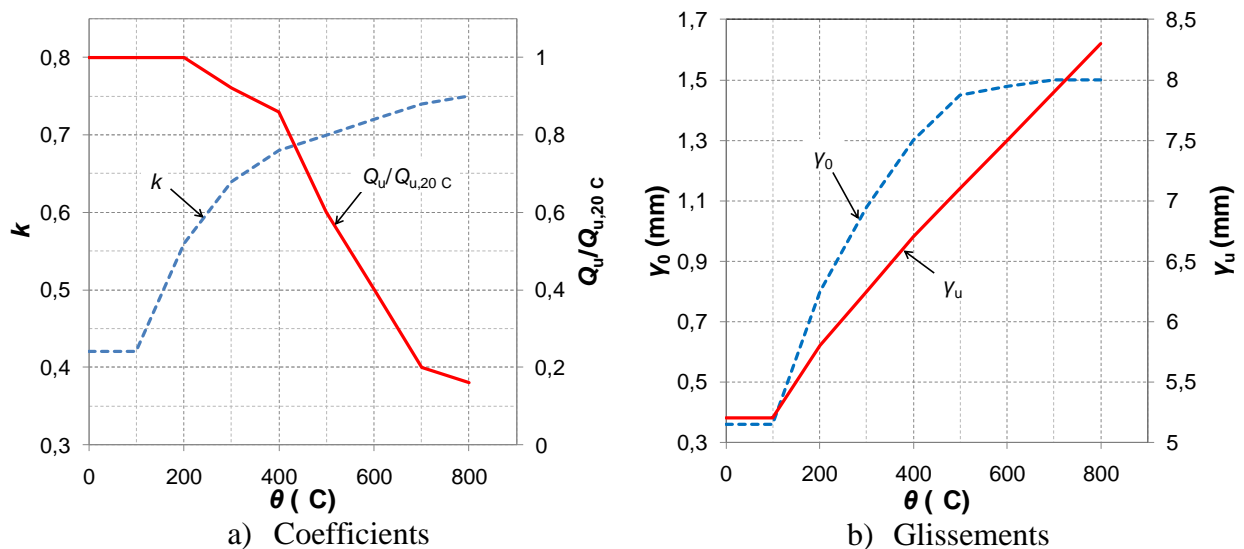 0,8
0,7
0,6
0,5
0,4
0,3
k
1
0,8
0,6
0,4
0,2
0
Qu/Qu,20 C
k
Qu/Qu,20 C
0 200 400 600 800
θ ( C)
a) Coefficients
1,7
1,5
1,3
1,1
0,9
0,7
0,5
0,3
γ0 (mm)
8,5
8
7,5
7
6,5
6
5,5
5
γu (mm)
γ0
γu
0 200 400 600 800
θ ( C)
b) Glissements